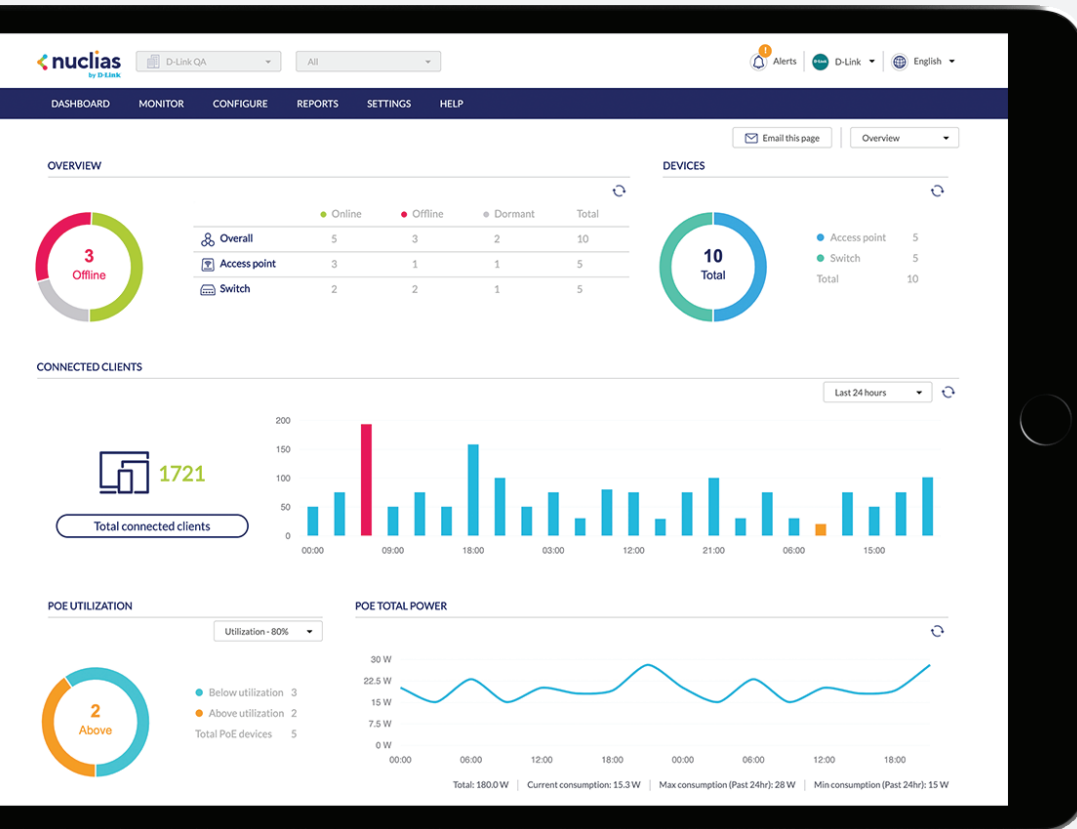 nuclias
by D-Link
D-Link QA
All
!
Alerts
D-Link
English
DASHBOARD MONITOR CONFIGURE REPORTS SETTINGS HELP
Email this page
Overview
OVERVIEW
Online Offline Dormant Total
Overall 5 3 2 10
Access point 3 1 1 5
Switch 2 2 1 5
3
Offline
DEVICES
10
Total
Access point 5
Switch 5
Total 10
CONNECTED CLIENTS
Last 24 hours
1721
Total connected clients
200
150
100
50
0
00:00 09:00 18:00 03:00 12:00 21:00 06:00 15:00
POE UTILIZATION
Utilization - 80%
2
Above
Below utilization 3
Above utilization 2
Total PoE devices 5
POE TOTAL POWER
30 W
22.5 W
15 W
7.5 W
0 W
00:00 06:00 12:00 18:00 00:00 06:00 12:00 18:00
Total: 180.0 W | Current consumption: 15.3 W | Max consumption (Past 24hr): 28 W | Min consumption (Past 24hr): 15 W